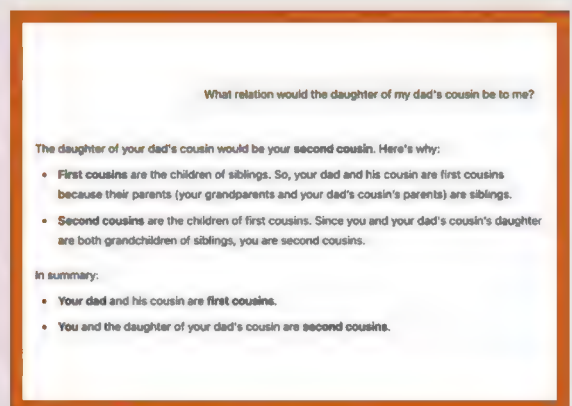 What relation would the daughter of my dad's cousin be to me?
The daughter of your dad's cousin would be your second cousin. Here's why:
• First cousins are the children of siblings. So, your dad and his cousin are first cousins
because their parents (your grandparents and your dad's cousin's parents) are siblings.
• Second cousins are the children of first cousins. Since you and your dad's cousin's daughter
are both grandchildren of siblings, you are second cousins.
In summary:
• Your dad and his cousin are first cousins.
• You and the daughter of your dad's cousin are second cousins.